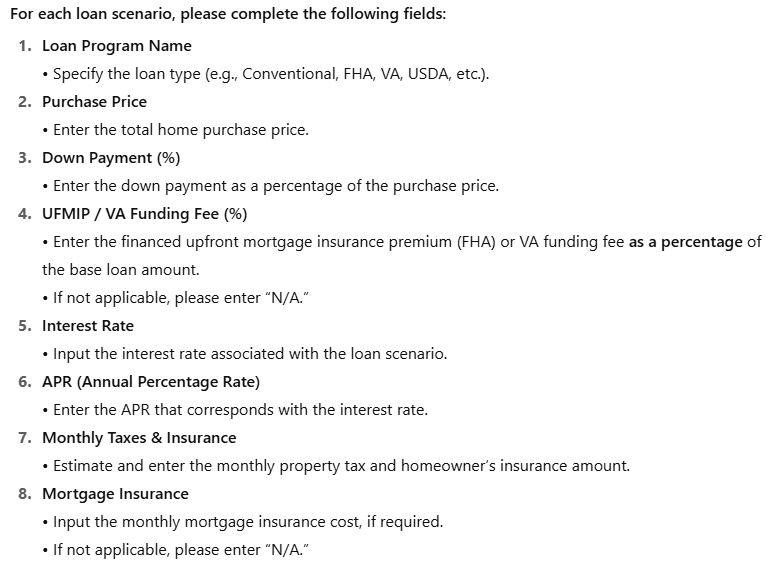 For each loan scenario, please complete the following fields:
1. Loan Program Name
• Specify the loan type (e.g., Conventional, FHA, VA, USDA, etc.).
2. Purchase Price
• Enter the total home purchase price.
3. Down Payment (%)
• Enter the down payment as a percentage of the purchase price.
4. UFMIP / VA Funding Fee (%)
• Enter the financed upfront mortgage insurance premium (FHA) or VA funding fee as a percentage of
the base loan amount.
• If not applicable, please enter “N/A.”
5. Interest Rate
• Input the interest rate associated with the loan scenario.
6. APR (Annual Percentage Rate)
• Enter the APR that corresponds with the interest rate.
7. Monthly Taxes & Insurance
• Estimate and enter the monthly property tax and homeowner’s insurance amount.
8. Mortgage Insurance
• Input the monthly mortgage insurance cost, if required.
• If not applicable, please enter “N/A.”